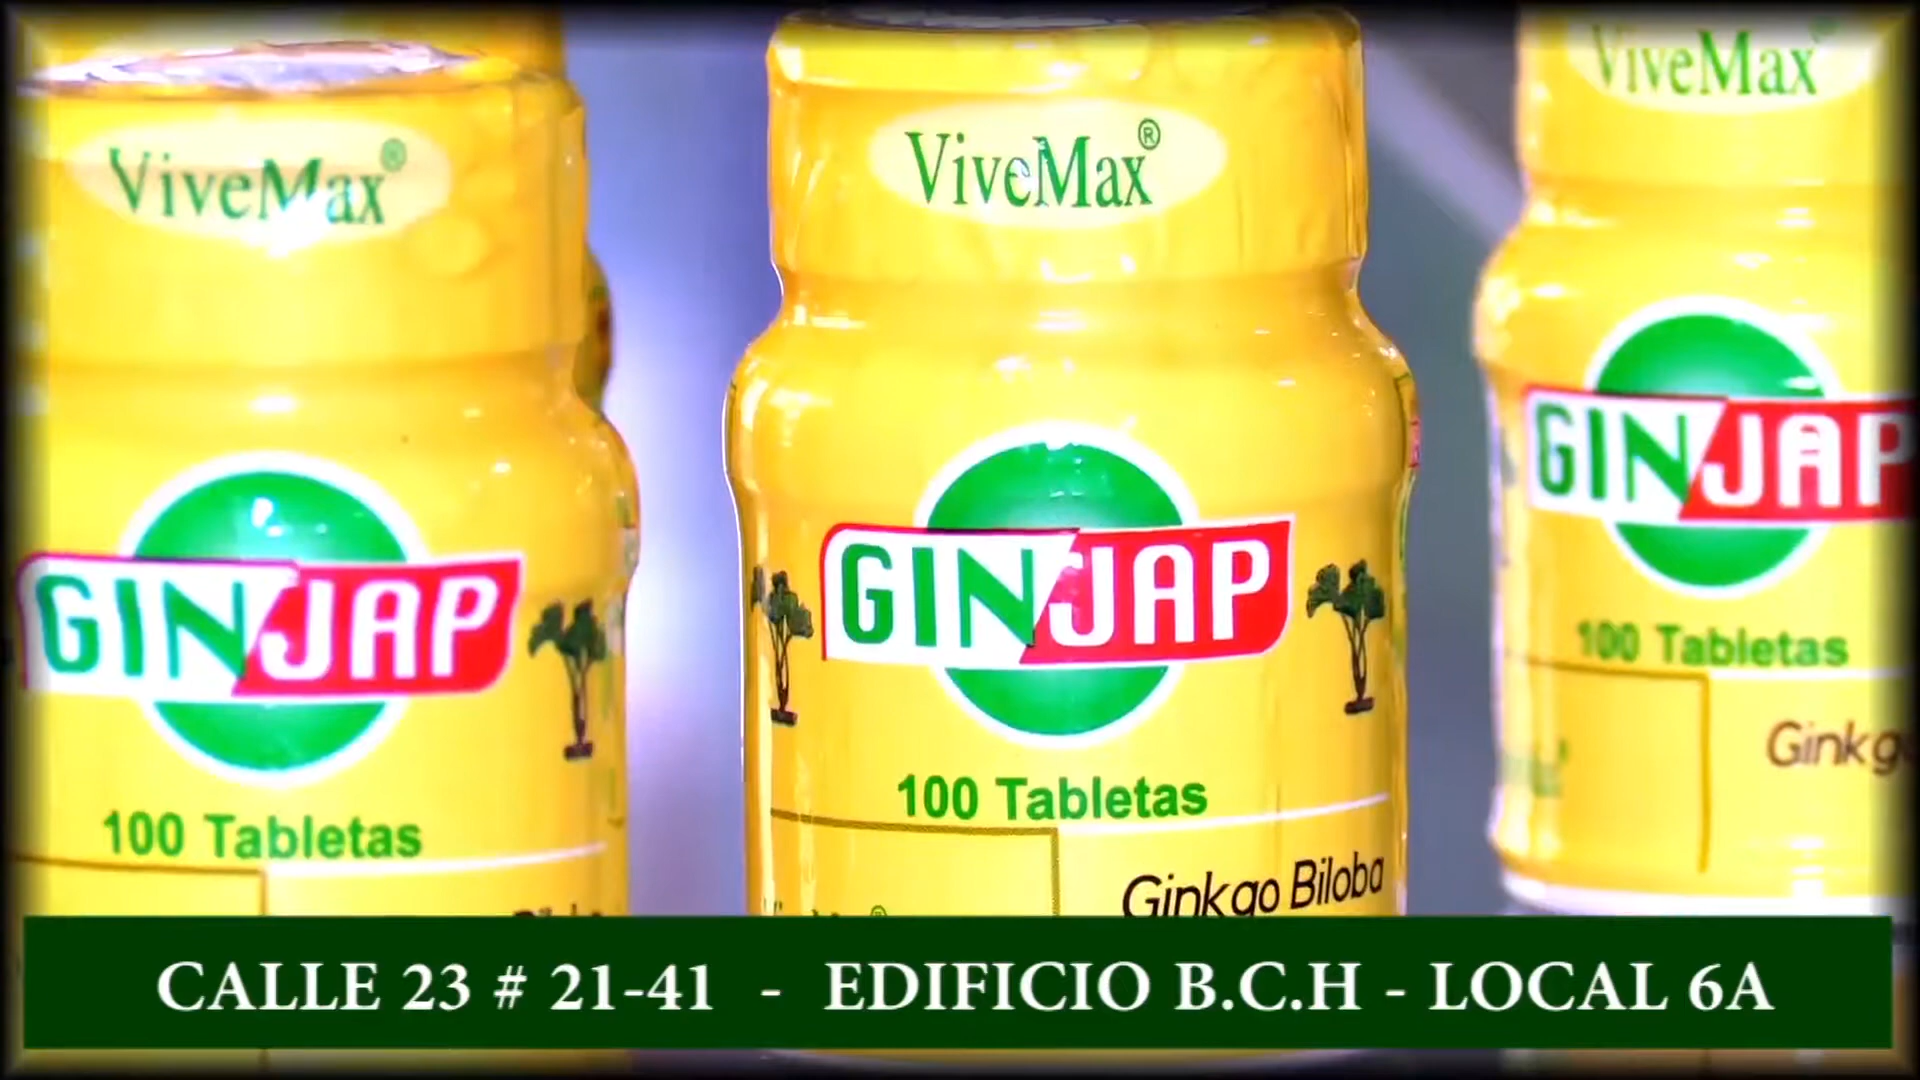 ViveMax®
GINJAP
100 Tabletas
ViveMax®
GINJAP
100 Tabletas
Ginkgo Biloba
ViveMax®
GINJAP
100 Tabletas
Ginkgo
CALLE 23 # 21-41 - EDIFICIO B.C.H - LOCAL 6A